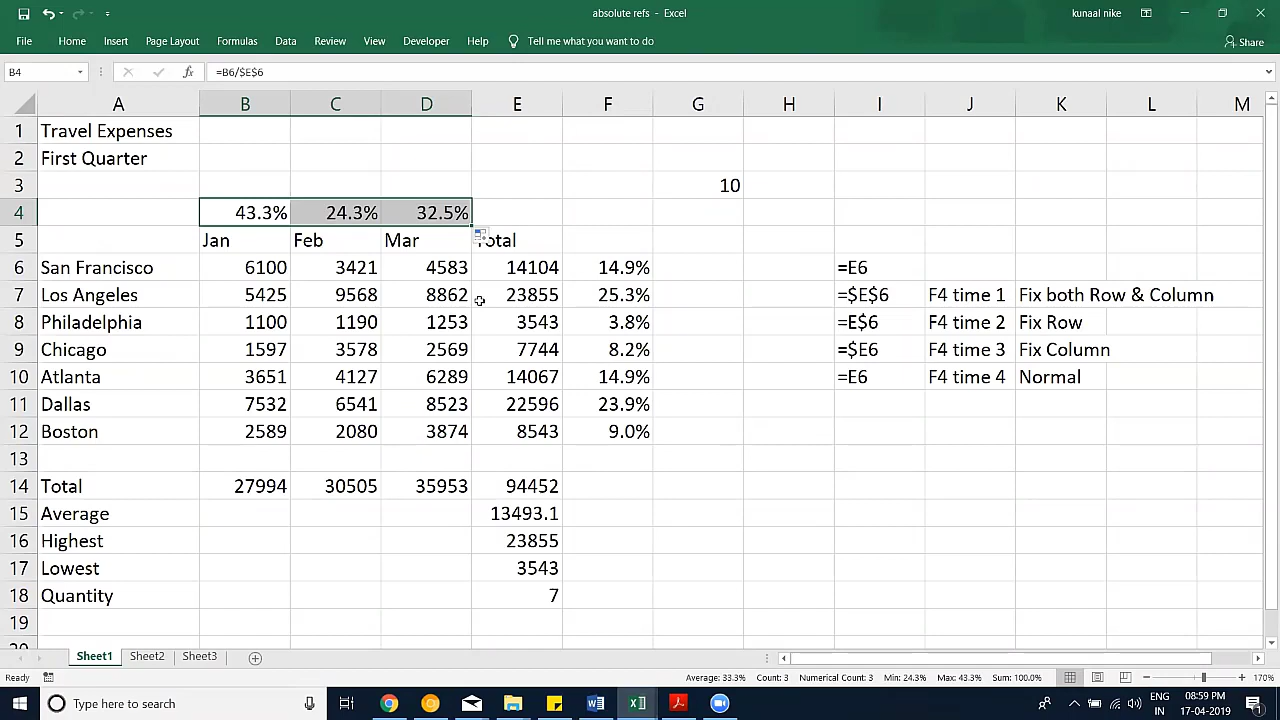 absolute refs - Excel
kunaal nike
File Home Insert Page Layout Formulas Data Review View Developer Help Tell me what you want to do Share
B4 fx =B6/$E$6
A B C D E F G H I J K L M
1 Travel Expenses
2 First Quarter
3 10
4 43.3% 24.3% 32.5%
5 Jan Feb Mar Total
6 San Francisco 6100 3421 4583 14104 14.9% =E6
7 Los Angeles 5425 9568 8862 23855 25.3% =$E$6 F4 time 1 Fix both Row & Column
8 Philadelphia 1100 1190 1253 3543 3.8% =E$6 F4 time 2 Fix Row
9 Chicago 1597 3578 2569 7744 8.2% =$E6 F4 time 3 Fix Column
10 Atlanta 3651 4127 6289 14067 14.9% =E6 F4 time 4 Normal
11 Dallas 7532 6541 8523 22596 23.9%
12 Boston 2589 2080 3874 8543 9.0%
13
14 Total 27994 30505 35953 94452
15 Average 13493.1
16 Highest 23855
17 Lowest 3543
18 Quantity 7
19
20
Sheet1 Sheet2 Sheet3
Ready Average: 33.3% Count: 3 Numerical Count: 3 Min: 24.3% Max: 43.3% Sum: 100.0% 170%
Type here to search ENG 08:59 PM
IN 17-04-2019